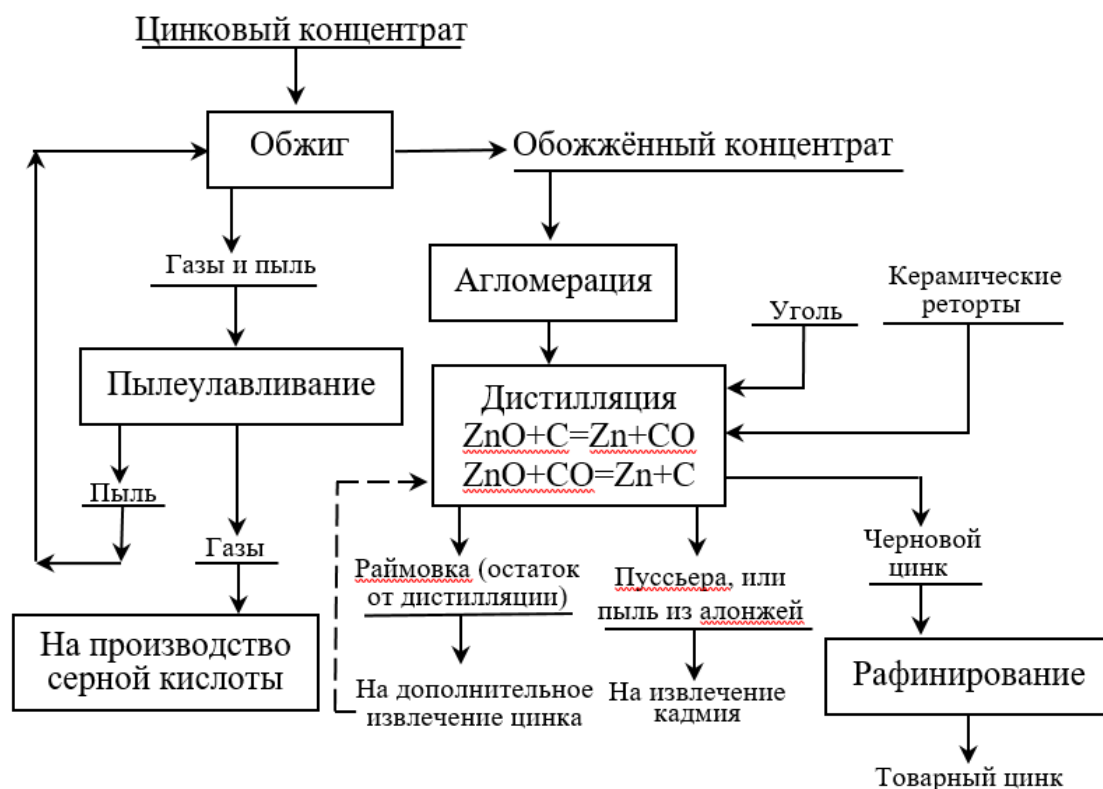 Цинковый концентрат
Обжиг
Обожжённый концентрат
Газы и пыль
Агломерация
Керамические
реторты
Уголь
Пылеулавливание
Дистилляция
ZnO+C=Zn+CO
ZnO+CO=Zn+C
Пыль
Газы
Раймовка (остаток
от дистилляции)
Пуссьера, или
пыль из алонжей
Черновой
цинк
На производство
серной кислоты
На дополнительное
извлечение цинка
На извлечение
кадмия
Рафинирование
Товарный цинк